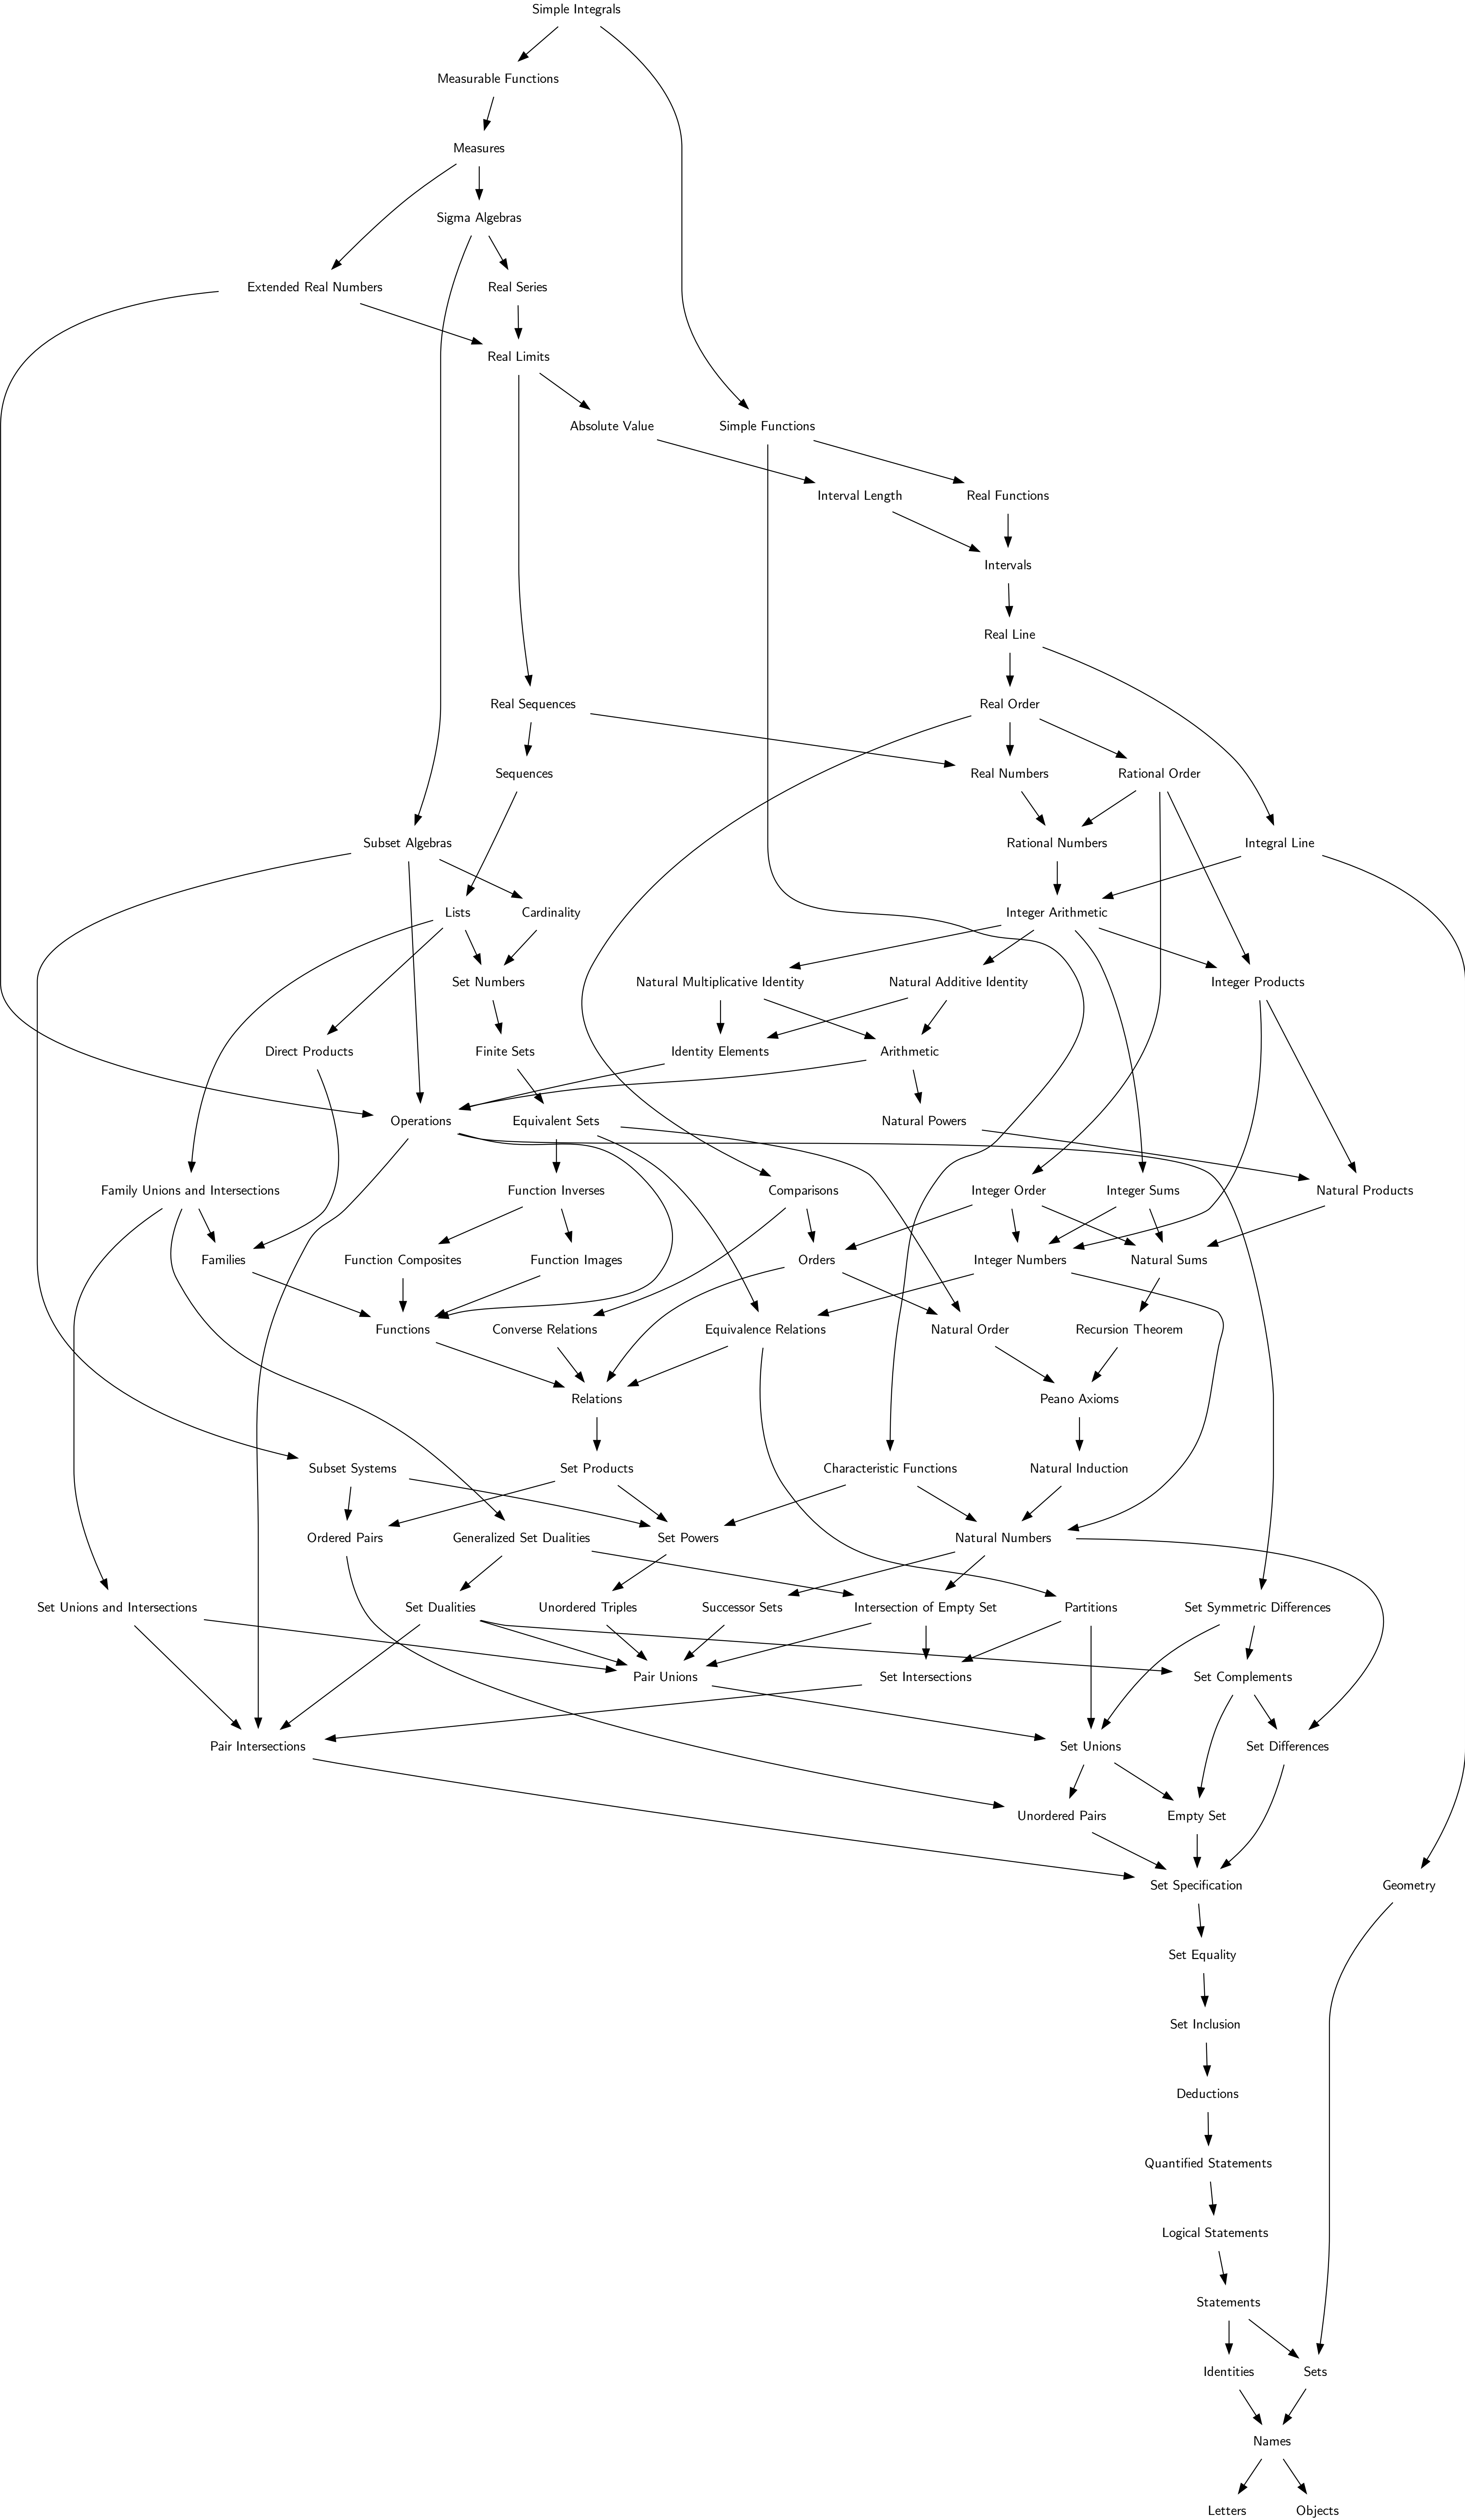 Simple Integrals
Measurable Functions
Measures
Sigma Algebras
Extended Real Numbers
Real Series
Real Limits
Absolute Value
Simple Functions
Interval Length
Real Functions
Intervals
Real Line
Real Sequences
Real Order
Sequences
Real Numbers
Rational Order
Subset Algebras
Rational Numbers
Integral Line
Lists
Cardinality
Integer Arithmetic
Set Numbers
Natural Multiplicative Identity
Natural Additive Identity
Integer Products
Direct Products
Finite Sets
Identity Elements
Arithmetic
Operations
Equivalent Sets
Natural Powers
Family Unions and Intersections
Function Inverses
Comparisons
Integer Order
Integer Sums
Natural Products
Families
Function Composites
Function Images
Orders
Integer Numbers
Natural Sums
Functions
Converse Relations
Equivalence Relations
Natural Order
Recursion Theorem
Relations
Peano Axioms
Subset Systems
Set Products
Characteristic Functions
Natural Induction
Ordered Pairs
Generalized Set Dualities
Set Powers
Natural Numbers
Set Unions and Intersections
Set Dualities
Unordered Triples
Successor Sets
Intersection of Empty Set
Partitions
Set Symmetric Differences
Pair Unions
Set Intersections
Set Complements
Pair Intersections
Set Unions
Set Differences
Unordered Pairs
Empty Set
Set Specification
Geometry
Set Equality
Set Inclusion
Deductions
Quantified Statements
Logical Statements
Statements
Identities
Sets
Names
Letters
Objects